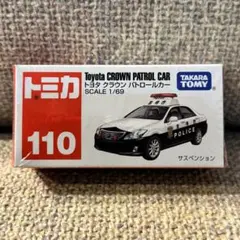 トミカ
110
Toyota CROWN PATROL CAR
トヨタ クラウン パトロールカー
SCALE 1/69
TAKARA
TOMY
POLICE
サスペンション